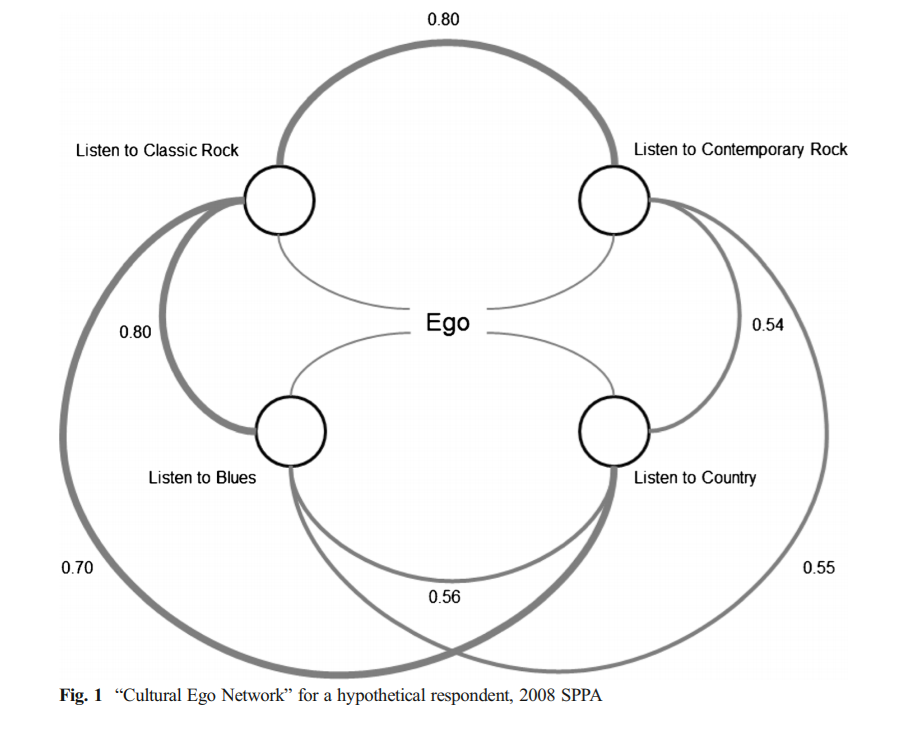 0.80
Listen to Classic Rock
Listen to Contemporary Rock
Ego
0.80
0.54
Listen to Blues
Listen to Country
0.70
0.55
0.56
Fig. 1 “Cultural Ego Network” for a hypothetical respondent, 2008 SPPA